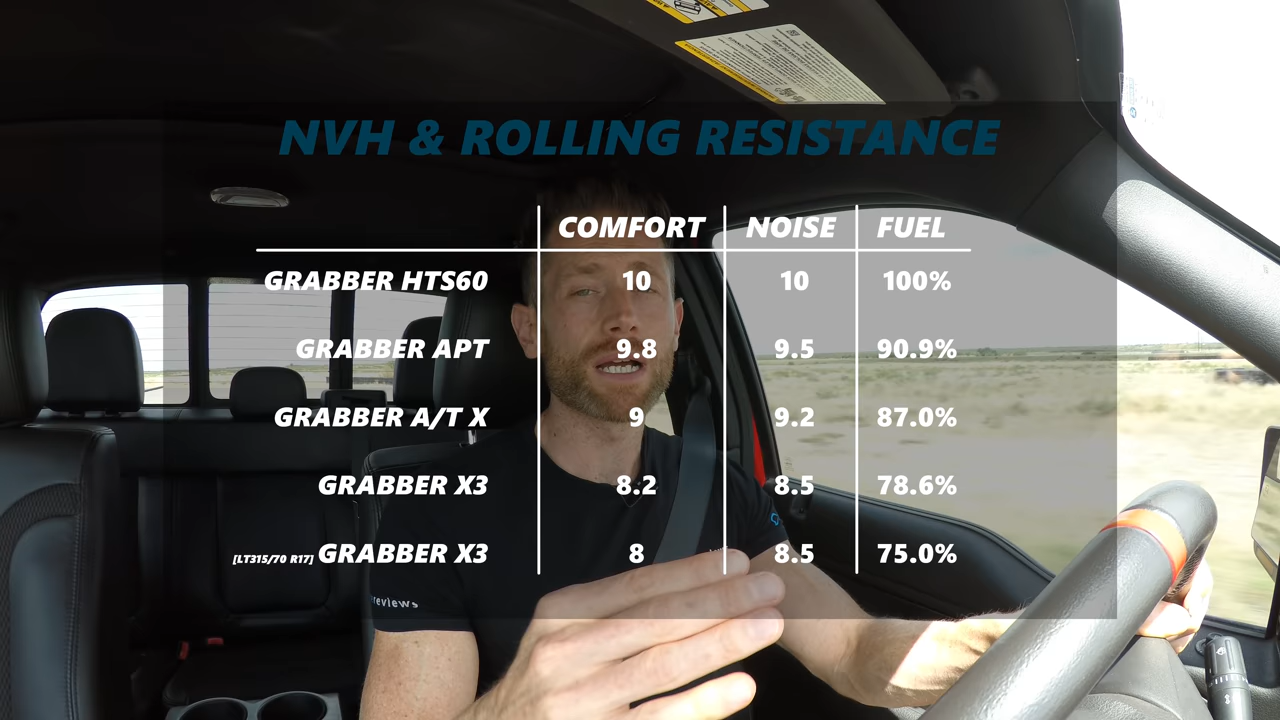 NVH & ROLLING RESISTANCE
COMFORT NOISE FUEL
GRABBER HTS60 10 10 100%
GRABBER APT 9.8 9.5 90.9%
GRABBER A/T X 9 9.2 87.0%
GRABBER X3 8.2 8.5 78.6%
[LT315/70 R17] GRABBER X3 8 8.5 75.0%
reviews